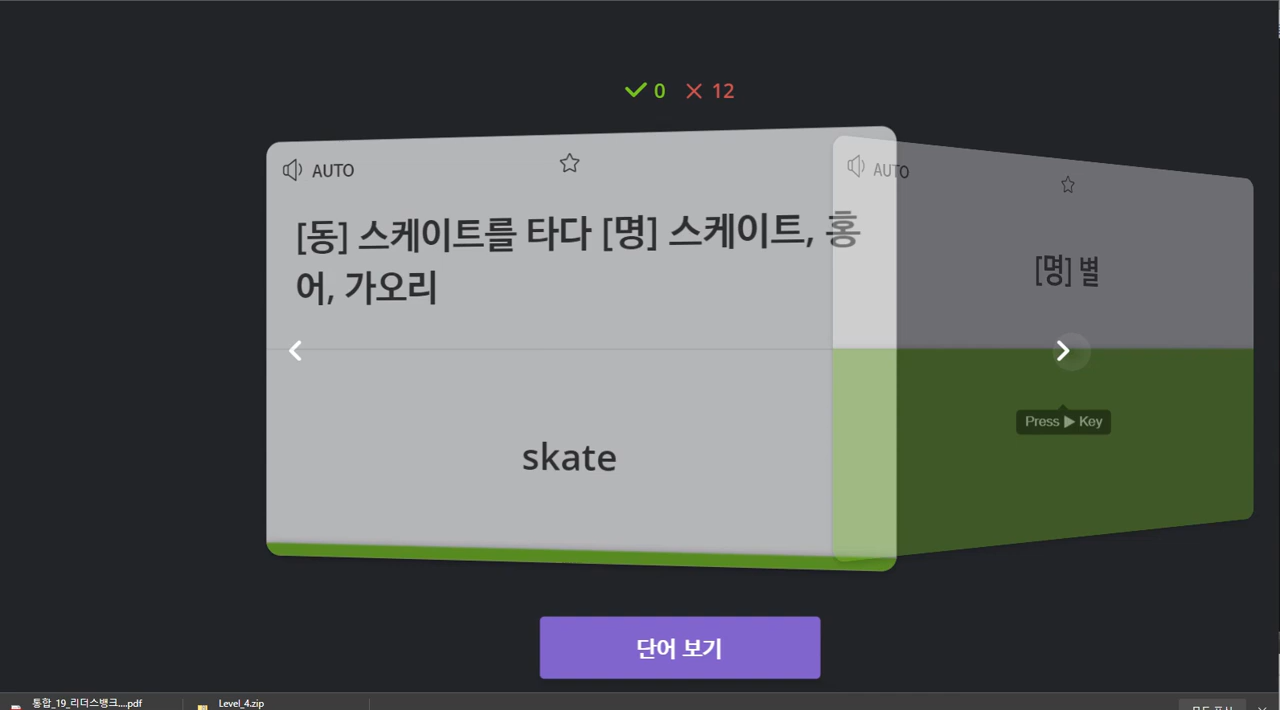 0 12
AUTO
[동] 스케이트를 타다 [명] 스케이트, 홍
어, 가오리
skate
AUTO
[명] 별
Press ▶ Key
단어 보기
통합_19_리더스뱅크....pdf
Level_4.zip